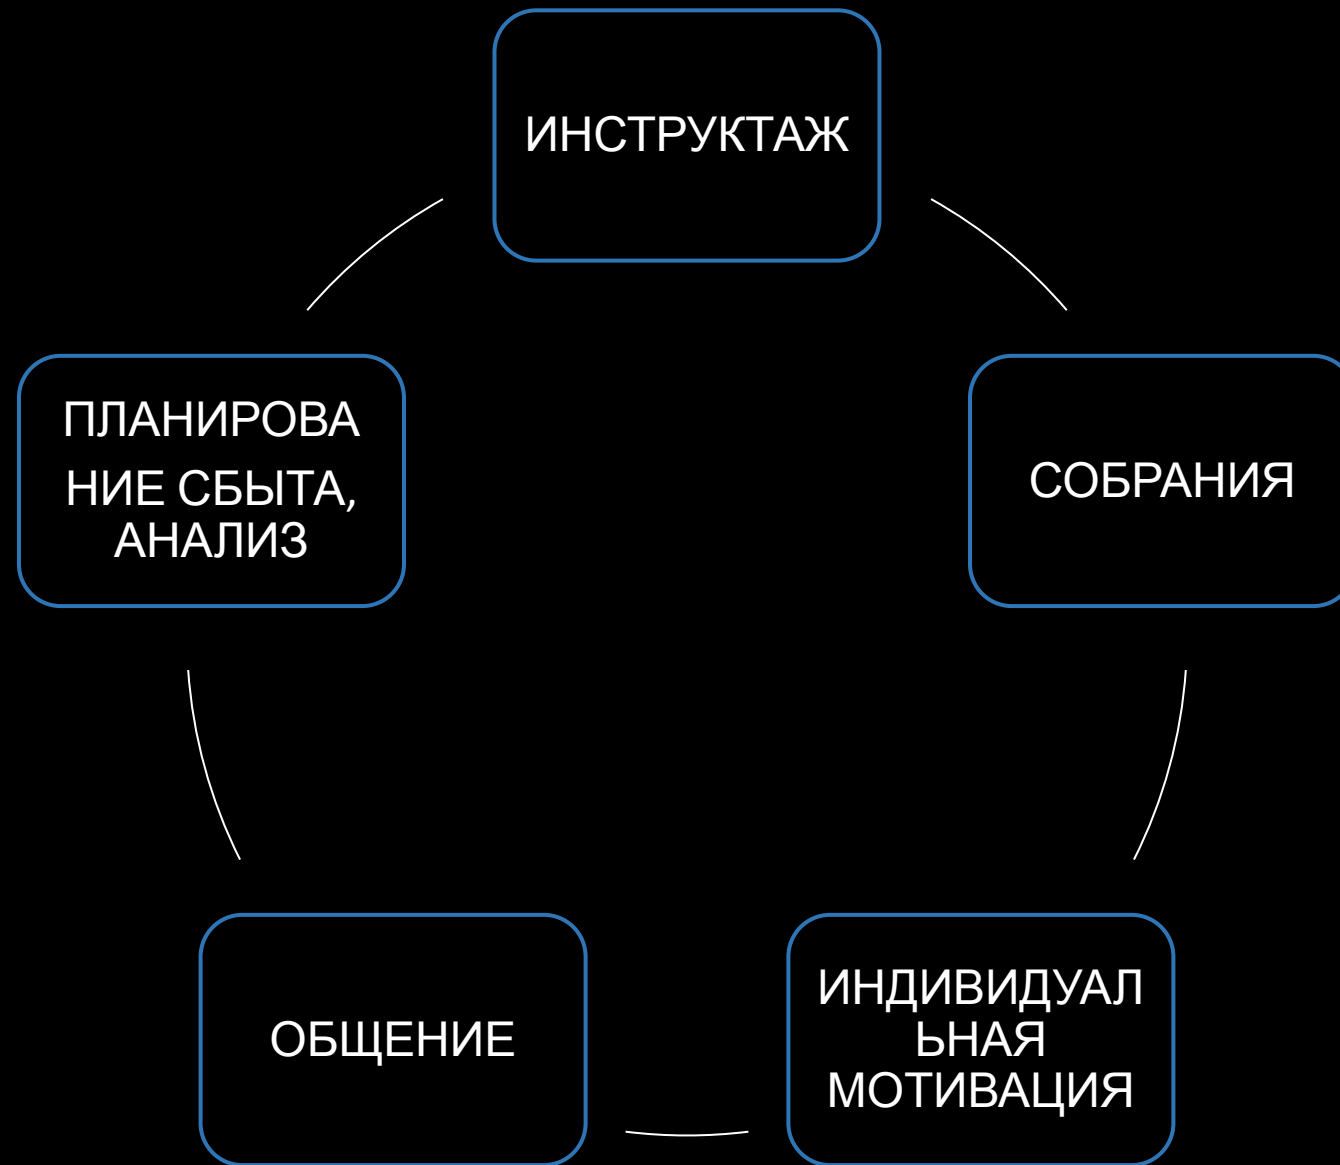 ИНСТРУКТАЖ
СОБРАНИЯ
ИНДИВИДУАЛ
ЬНАЯ
МОТИВАЦИЯ
ОБЩЕНИЕ
ПЛАНИРОВА
НИЕ СБЫТА,
АНАЛИЗ